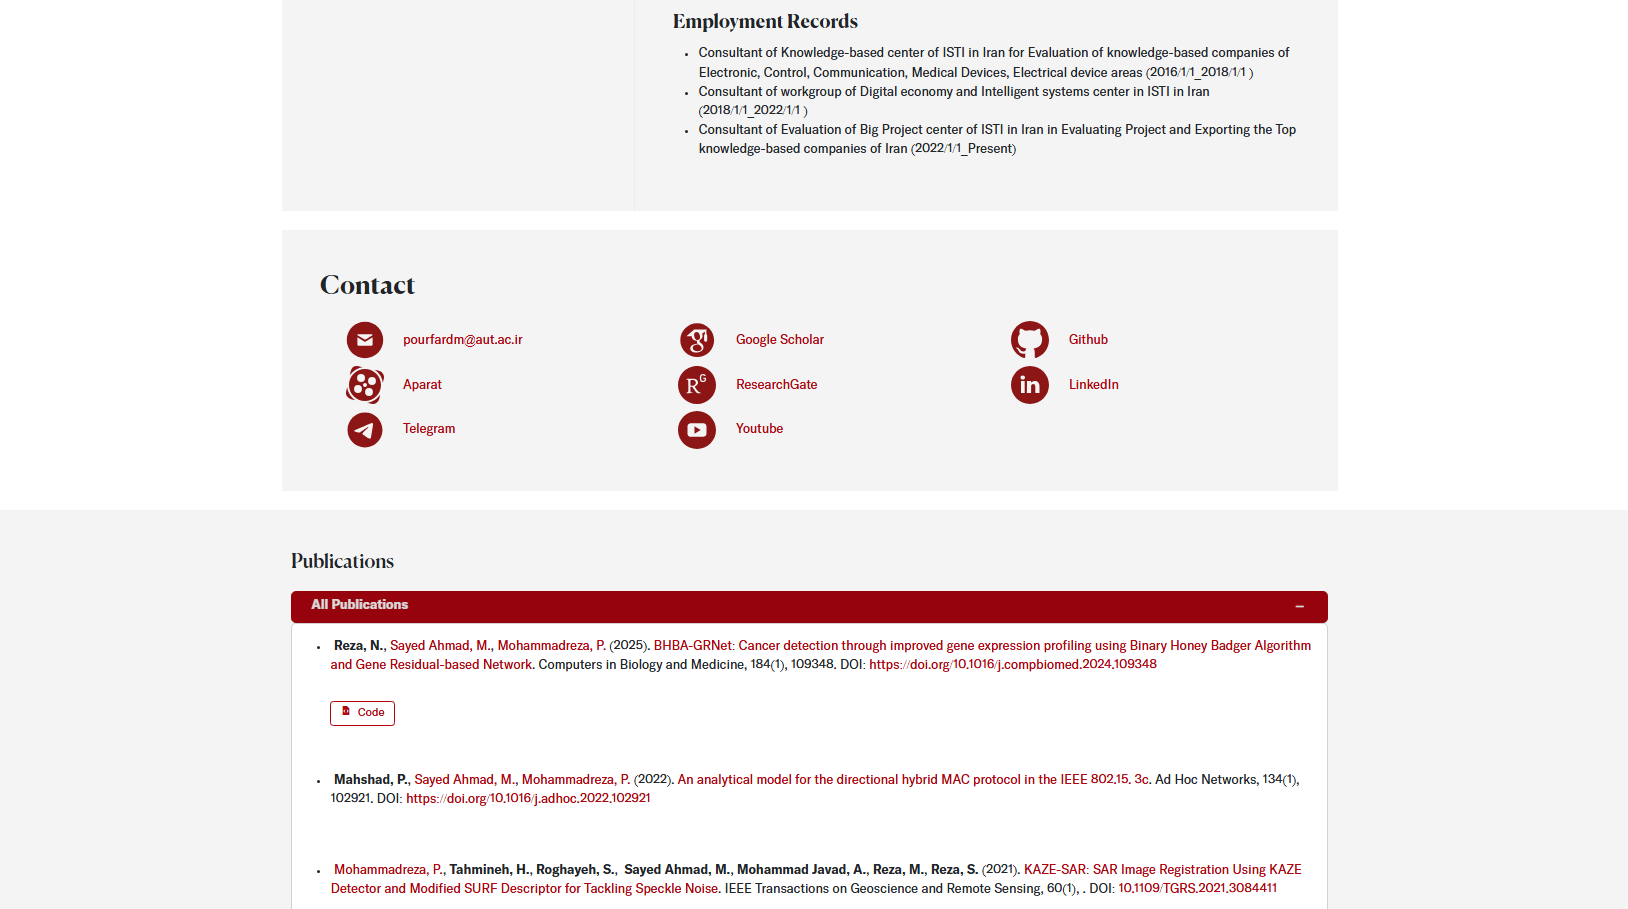 Employment Records
• Consultant of Knowledge-based center of ISTI in Iran for Evaluation of knowledge-based companies of
Electronic, Control, Communication, Medical Devices, Electrical device areas (2016/1/1_2018/1/1 )
• Consultant of workgroup of Digital economy and Intelligent systems center in ISTI in Iran
(2018/1/1_2022/1/1 )
• Consultant of Evaluation of Big Project center of ISTI in Iran in Evaluating Project and Exporting the Top
knowledge-based companies of Iran (2022/1/1_Present)
Contact
pourfardm@aut.ac.ir
Google Scholar
Github
Aparat
ResearchGate
LinkedIn
Telegram
Youtube
Publications
All Publications –
• Reza, N., Sayed Ahmad, M., Mohammadreza, P. (2025). BHBA-GRNet: Cancer detection through improved gene expression profiling using Binary Honey Badger Algorithm
and Gene Residual-based Network. Computers in Biology and Medicine, 184(1), 109348. DOI: https://doi.org/10.1016/j.compbiomed.2024.109348
Code
• Mahshad, P., Sayed Ahmad, M., Mohammadreza, P. (2022). An analytical model for the directional hybrid MAC protocol in the IEEE 802.15. 3c. Ad Hoc Networks, 134(1),
102921. DOI: https://doi.org/10.1016/j.adhoc.2022.102921
• Mohammadreza, P., Tahmineh, H., Roghayeh, S., Sayed Ahmad, M., Mohammad Javad, A., Reza, M., Reza, S. (2021). KAZE-SAR: SAR Image Registration Using KAZE
Detector and Modified SURF Descriptor for Tackling Speckle Noise. IEEE Transactions on Geoscience and Remote Sensing, 60(1), . DOI: 10.1109/TGRS.2021.3084411